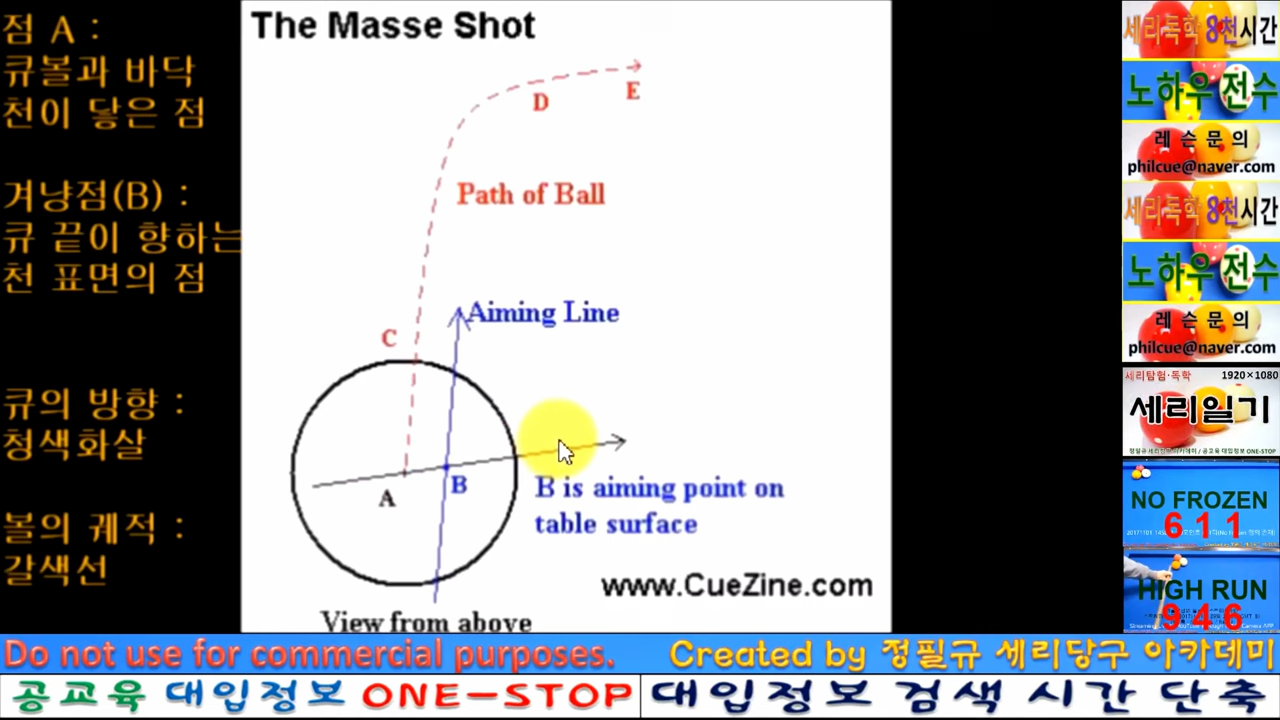 점 A :
큐볼과 바닥
천이 닿은 점
겨냥점(B) :
큐 끝이 향하는
천 표면의 점
큐의 방향 :
청색화살
볼의 궤적 :
갈색선
The Masse Shot
D
E
Path of Ball
Aiming Line
C
A
B
B is aiming point on
table surface
www.CueZine.com
View from above
세리독학 8천시간
노하우 전수
레 슨 문 의
philcue@naver.com
세리독학 8천시간
노하우 전수
레 슨 문 의
philcue@naver.com
세리탐험·독학
1920×1080
세리일기
NO FROZEN
6 1 1
HIGH RUN
9 4 6
Do not use for commercial purposes.
Created by 정필규 세리당구 아카데미
공교육 대입정보 ONE-STOP
대입정보 검색 시간 단축